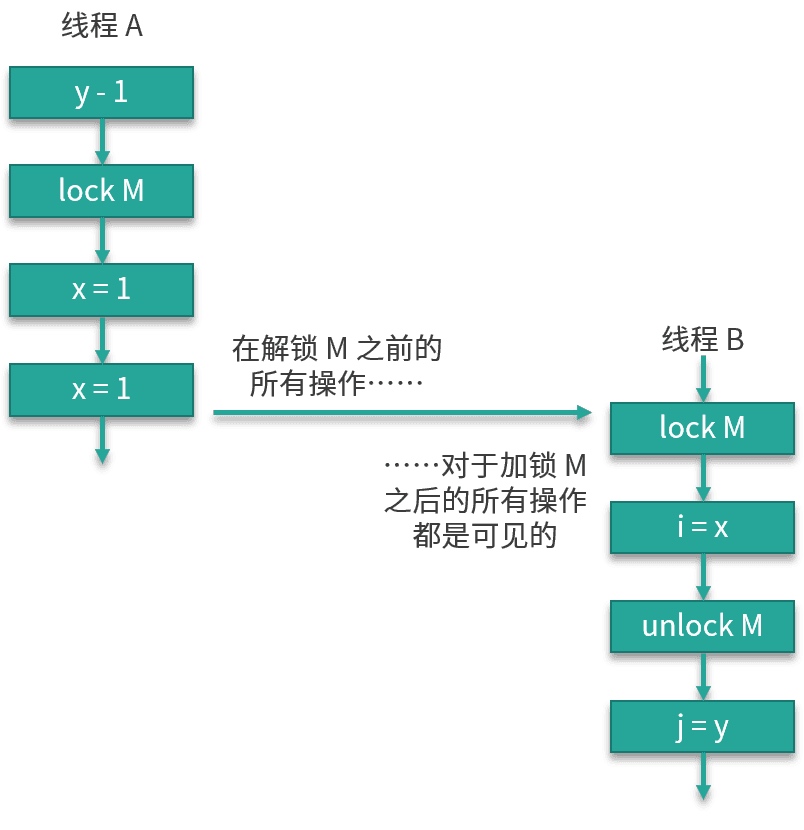 线程 A
y - 1
lock M
x = 1
x = 1
在解锁 M 之前的
所有操作……
……对于加锁 M
之后的所有操作
都是可见的
线程 B
lock M
i = x
unlock M
j = y